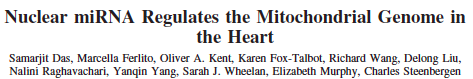 Nuclear miRNA Regulates the Mitochondrial Genome in
the Heart
Samarjit Das, Marcella Ferlito, Oliver A. Kent, Karen Fox-Talbot, Richard Wang, Delong Liu,
Nalini Raghavachari, Yanqin Yang, Sarah J. Wheelan, Elizabeth Murphy, Charles Steenbergen